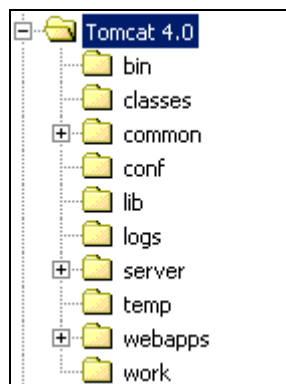 Tomcat 4.0
bin
classes
common
conf
lib
logs
server
temp
webapps
work